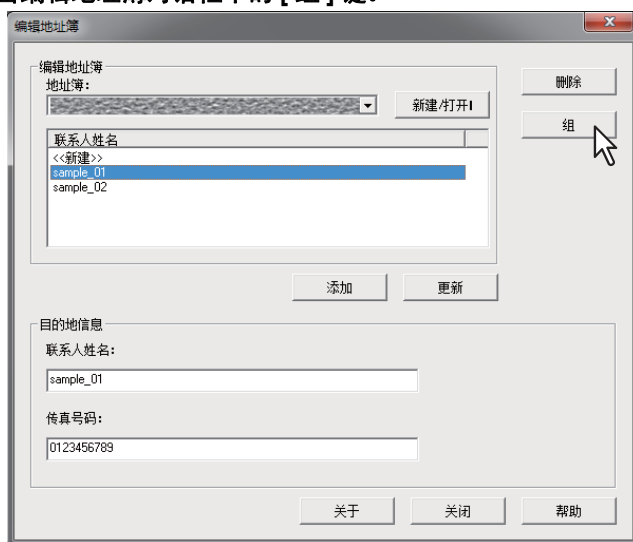 编辑地址簿
编辑地址簿
地址簿：
新建/打开I
删除
组
联系人姓名
<<新建>>
sample_01
sample_02
添加
更新
目的地信息
联系人姓名：
sample_01
传真号码：
0123456789
关于
关闭
帮助